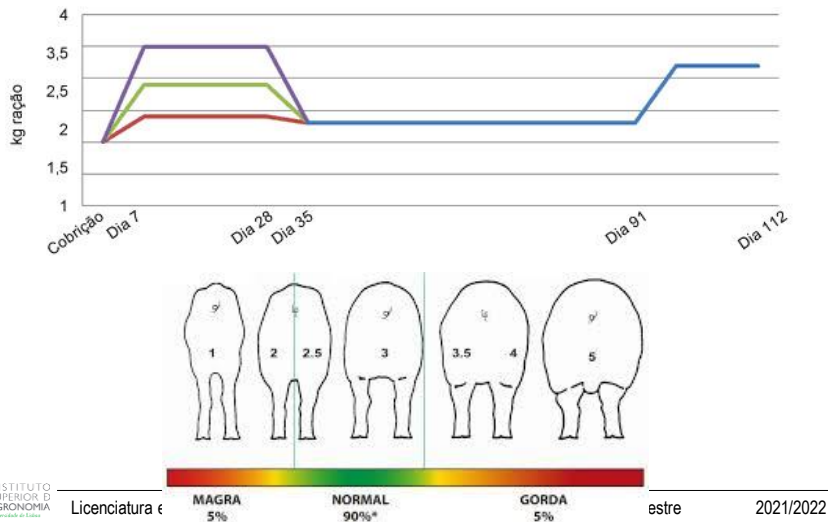 4
3,5
2,5
2
1,5
1
kg ração
Cobrição
Dia 7
Dia 28
Dia 35
Dia 91
Dia 112
1
2
2.5
3
3.5
4
5
MAGRA
5%
NORMAL
90%*
GORDA
5%
NSTITUTO
UPERIOR D
GRONOMIA
Licenciatura e
estre
2021/2022